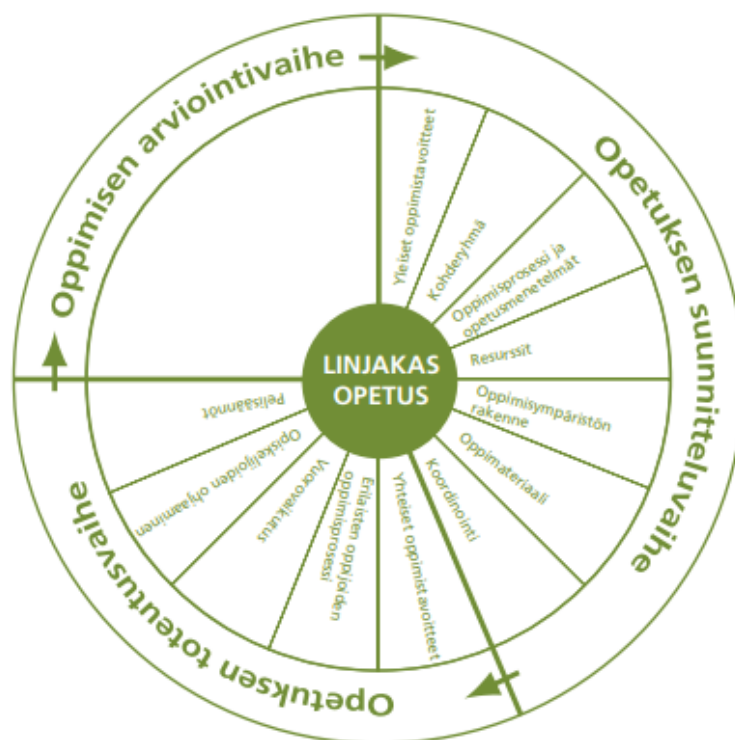 Oppimisen arviointivaihe
Opetuksen suunnitteluvaihe
Opetuksen toteutusvaihe
LINJAKAS
OPETUS
Yleiset oppimistavoitteet
Kohderyhmä
Oppimisprosessi ja
opetusmenetelmät
Resurssit
Oppimisympäristön
rakenne
Oppimateriaali
Koordinointi
Yhteiset oppimistavoitteet
Erilaisten oppijoiden
oppimisprosessi
Vuorovaikutus
Opiskelijoiden ohjaaminen
Pelisäännöt